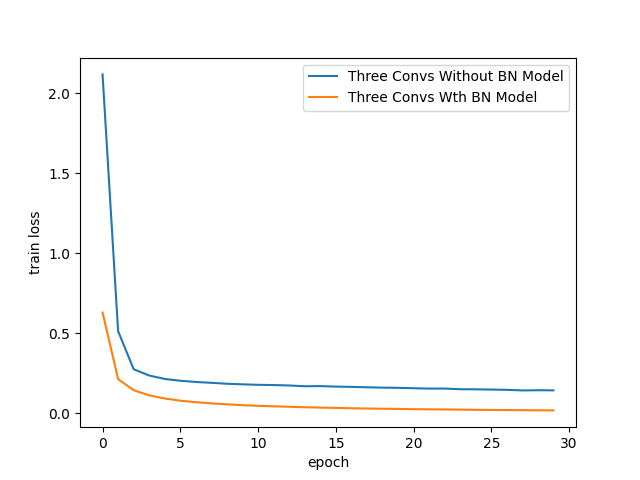 Three Convs Without BN Model
Three Convs Wth BN Model
2.0
1.5
1.0
0.5
0.0
train loss
0 5 10 15 20 25 30
epoch